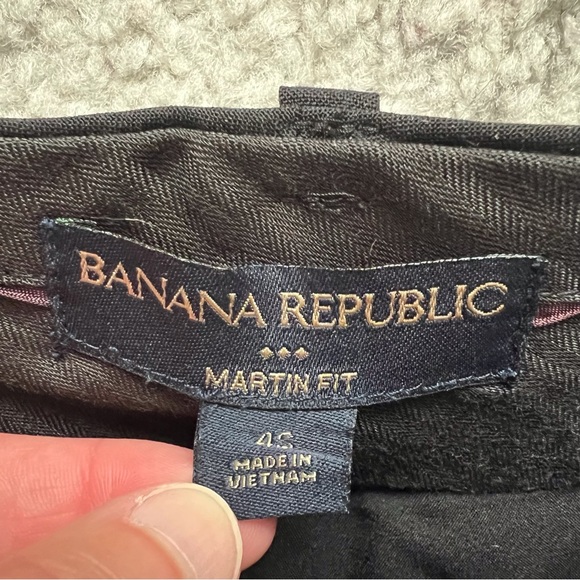 BANANA REPUBLIC
MARTIN FIT
4S
MADE IN
VIETNAM